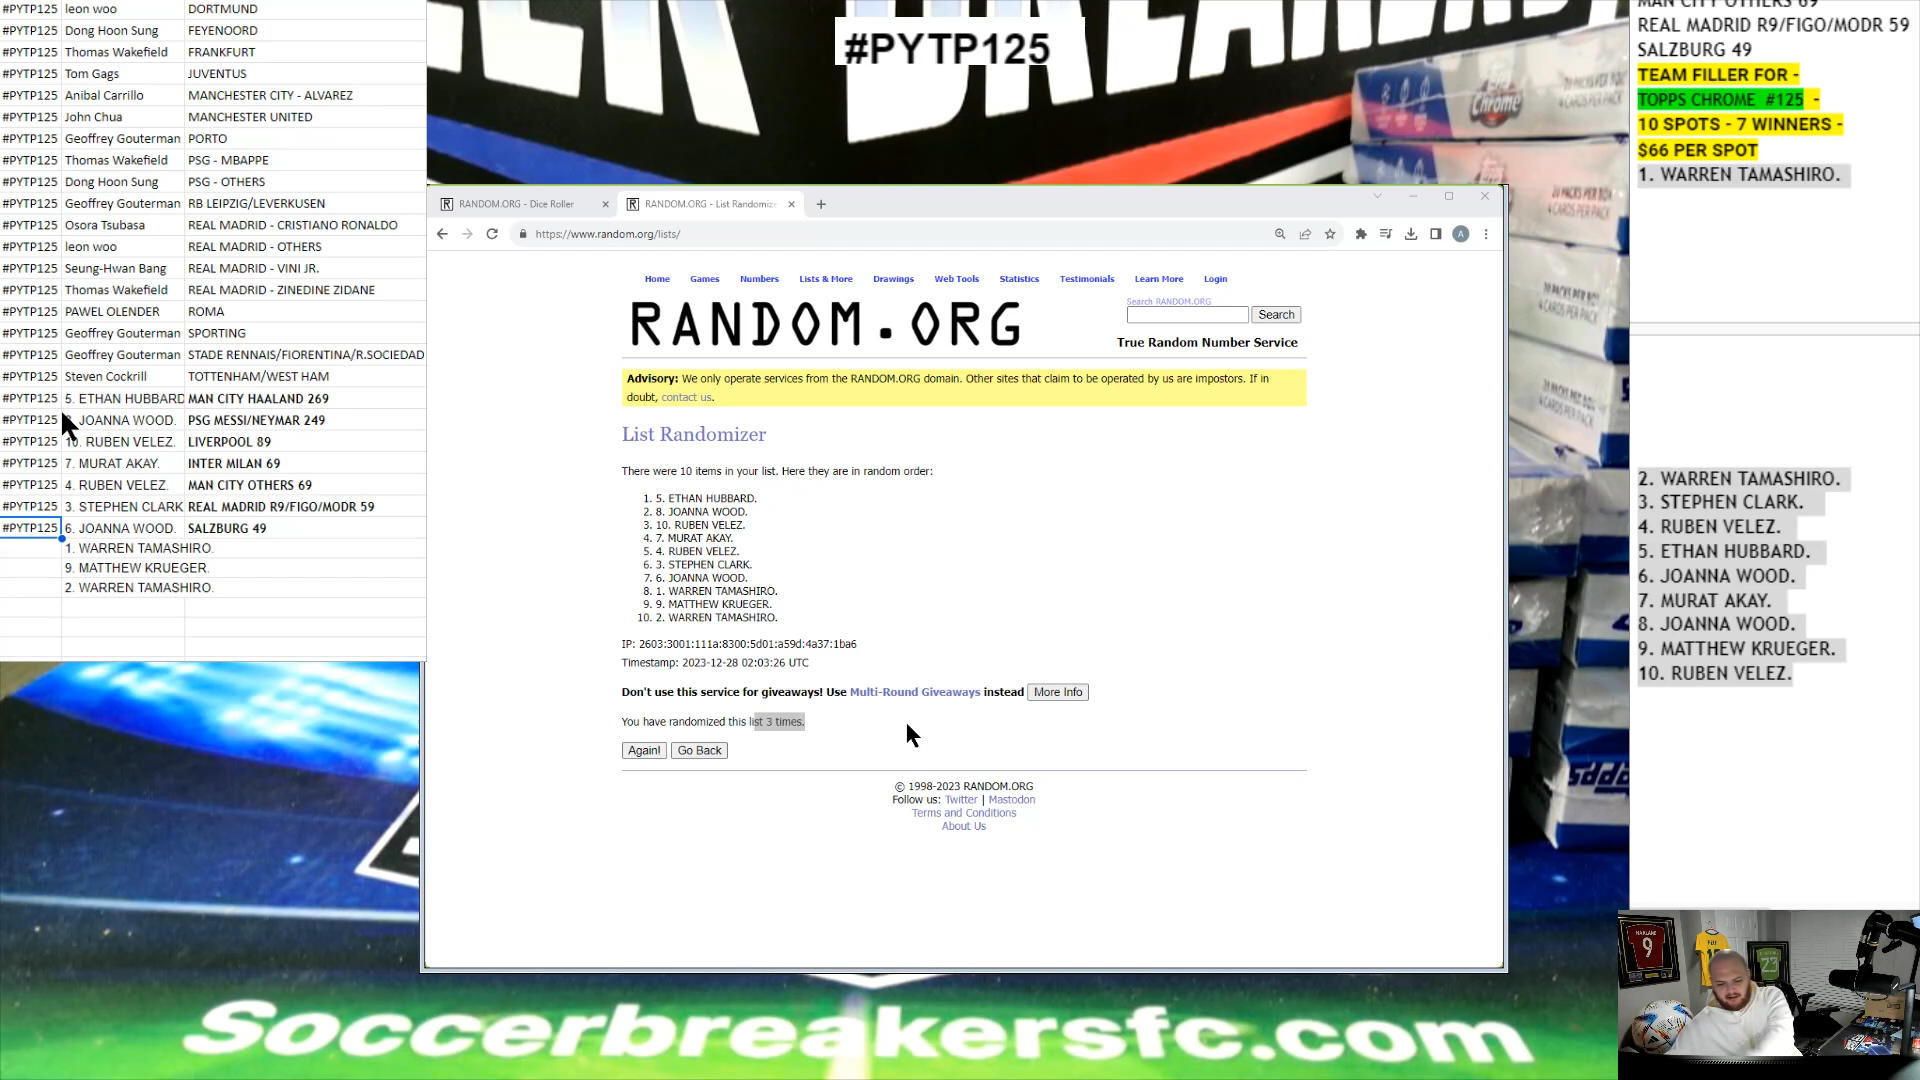 #PYTP125 leon woo DORTMUND
#PYTP125 Dong Hoon Sung FEYENOORD
#PYTP125 Thomas Wakefield FRANKFURT
#PYTP125 Tom Gags JUVENTUS
#PYTP125 Anibal Carrillo MANCHESTER CITY - ALVAREZ
#PYTP125 John Chua MANCHESTER UNITED
#PYTP125 Geoffrey Gouterman PORTO
#PYTP125 Thomas Wakefield PSG - MBAPPE
#PYTP125 Dong Hoon Sung PSG - OTHERS
#PYTP125 Geoffrey Gouterman RB LEIPZIG/LEVERKUSEN
#PYTP125 Osora Tsubasa REAL MADRID - CRISTIANO RONALDO
#PYTP125 leon woo REAL MADRID - OTHERS
#PYTP125 Seung-Hwan Bang REAL MADRID - VINI JR.
#PYTP125 Thomas Wakefield REAL MADRID - ZINEDINE ZIDANE
#PYTP125 PAWEL OLENDER ROMA
#PYTP125 Geoffrey Gouterman SPORTING
#PYTP125 Geoffrey Gouterman STADE RENNAIS/FIORENTINA/R.SOCIEDAD
#PYTP125 Steven Cockrill TOTTENHAM/WEST HAM
#PYTP125 5. ETHAN HUBBARD MAN CITY HAALAND 269
#PYTP125 JOANNA WOOD. PSG MESSI/NEYMAR 249
#PYTP125 10. RUBEN VELEZ. LIVERPOOL 89
#PYTP125 7. MURAT AKAY. INTER MILAN 69
#PYTP125 4. RUBEN VELEZ. MAN CITY OTHERS 69
#PYTP125 3. STEPHEN CLARK REAL MADRID R9/FIGO/MODR 59
#PYTP125 6. JOANNA WOOD. SALZBURG 49
1. WARREN TAMASHIRO.
9. MATTHEW KRUEGER.
2. WARREN TAMASHIRO.
#PYTP125
RANDOM.ORG - Dice Roller
RANDOM.ORG - List Randomize
https://www.random.org/lists/
A
Home Games Numbers Lists & More Drawings Web Tools Statistics Testimonials Learn More Login
RANDOM.ORG
Search RANDOM.ORG
Search
True Random Number Service
Advisory: We only operate services from the RANDOM.ORG domain. Other sites that claim to be operated by us are impostors. If in
doubt, contact us.
List Randomizer
There were 10 items in your list. Here they are in random order:
1. 5. ETHAN HUBBARD.
2. 8. JOANNA WOOD.
3. 10. RUBEN VELEZ.
4. 7. MURAT AKAY.
5. 4. RUBEN VELEZ.
6. 3. STEPHEN CLARK.
7. 6. JOANNA WOOD.
8. 1. WARREN TAMASHIRO.
9. 9. MATTHEW KRUEGER.
10. 2. WARREN TAMASHIRO.
IP: 2603:3001:111a:8300:5d01:a59d:4a37:1ba6
Timestamp: 2023-12-28 02:03:26 UTC
Don't use this service for giveaways! Use Multi-Round Giveaways instead More Info
You have randomized this list 3 times.
Again! Go Back
© 1998-2023 RANDOM.ORG
Follow us: Twitter | Mastodon
Terms and Conditions
About Us
MAN CITY OTHERS 69
REAL MADRID R9/FIGO/MODR 59
SALZBURG 49
TEAM FILLER FOR -
TOPPS CHROME #125 -
10 SPOTS - 7 WINNERS -
$66 PER SPOT
1. WARREN TAMASHIRO.
2. WARREN TAMASHIRO.
3. STEPHEN CLARK.
4. RUBEN VELEZ.
5. ETHAN HUBBARD.
6. JOANNA WOOD.
7. MURAT AKAY.
8. JOANNA WOOD.
9. MATTHEW KRUEGER.
10. RUBEN VELEZ.
Chrome
9
23
Soccerbreakersfc.com